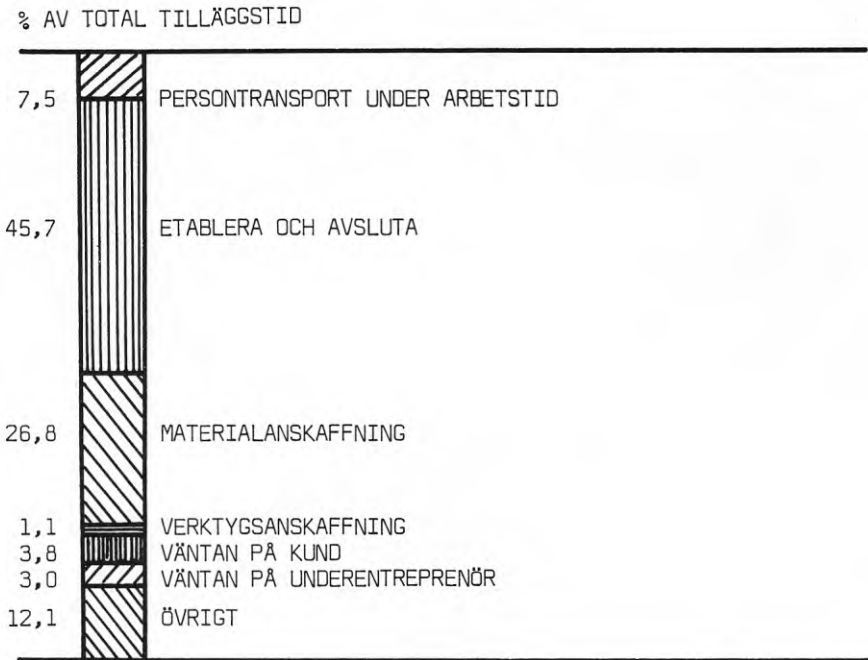 % AV TOTAL TILLÄGGSTID
7,5 PERSONTRANSPORT UNDER ARBETSTID
45,7 ETABLERA OCH AVSLUTA
26,8 MATERIALANSKAFFNING
1,1 VERKTYGSANSKAFFNING
3,8 VÄNTAN PÅ KUND
3,0 VÄNTAN PÅ UNDERENTREPRENÖR
12,1 ÖVRIGT